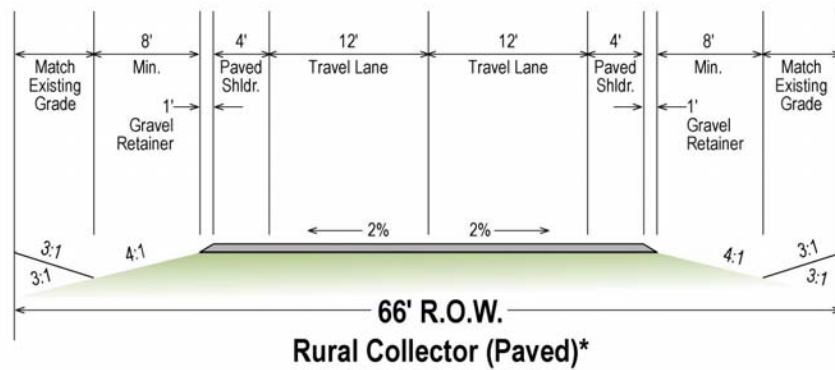 8' 4' 12' 12' 4' 8'
Match Existing Grade
Min.
Paved Shldr.
Travel Lane
Travel Lane
Paved Shldr.
Min.
Match Existing Grade
1' Gravel Retainer
1' Gravel Retainer
2% 2%
3:1
3:1
4:1
4:1
3:1
3:1
66' R.O.W.
Rural Collector (Paved)*